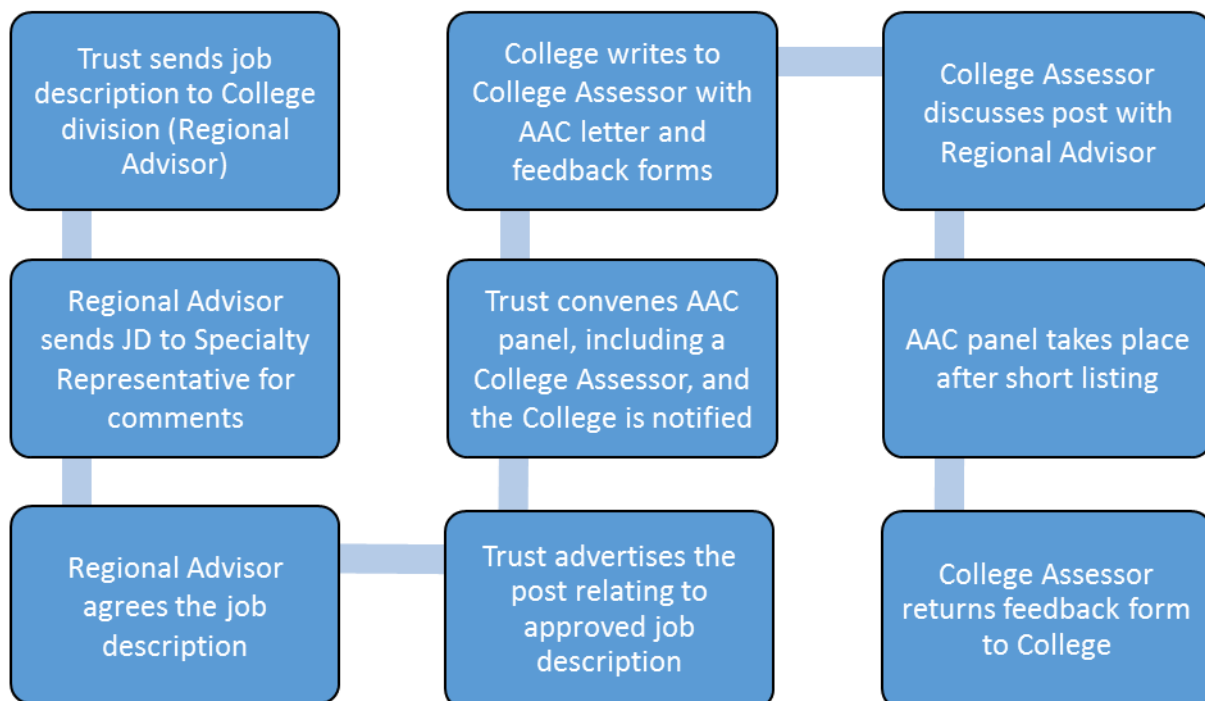 Trust sends job
description to College
division (Regional
Advisor)
Regional Advisor
sends JD to Specialty
Representative for
comments
Regional Advisor
agrees the job
description
Trust advertises the
post relating to
approved job
description
Trust convenes AAC
panel, including a
College Assessor, and
the College is notified
College writes to
College Assessor with
AAC letter and
feedback forms
College Assessor
discusses post with
Regional Advisor
AAC panel takes place
after short listing
College Assessor
returns feedback form
to College